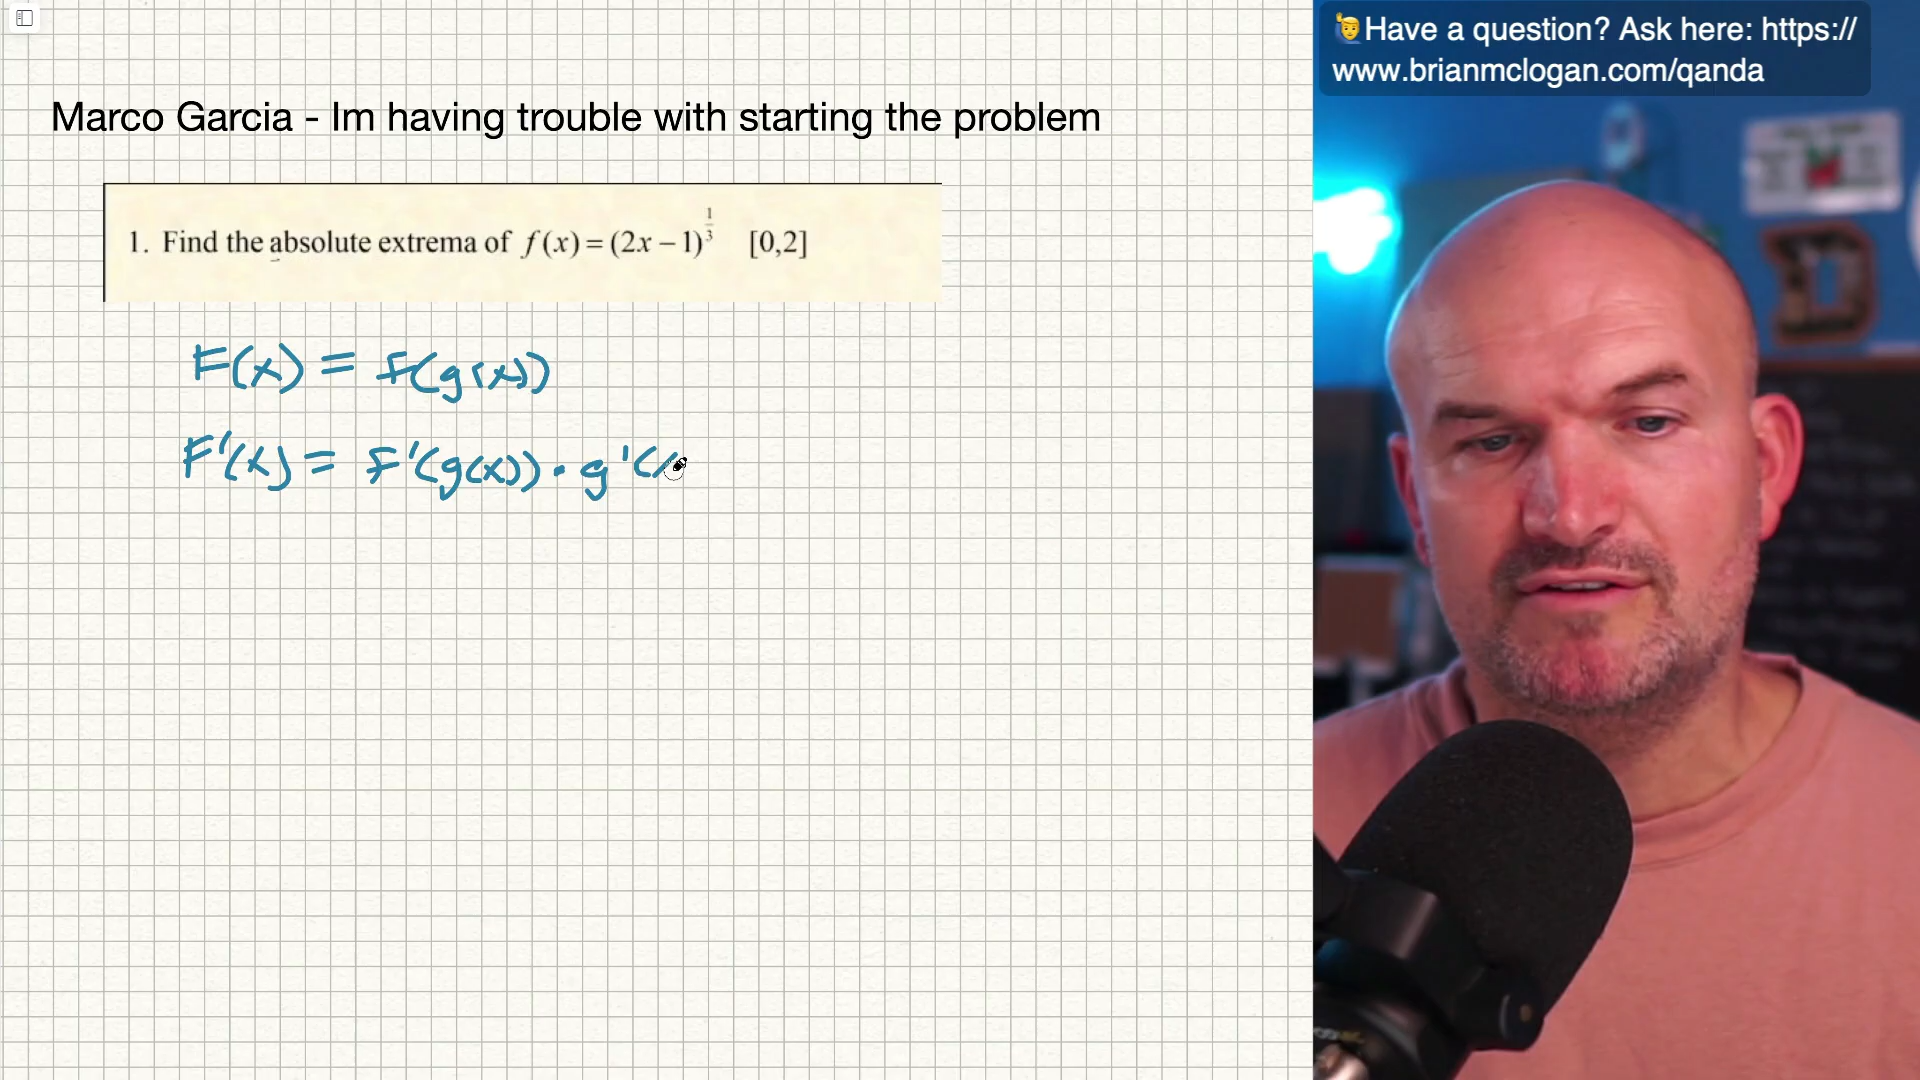 🙋‍♂️Have a question? Ask here: https://
www.brianmclogan.com/qanda
Marco Garcia - Im having trouble with starting the problem
1. Find the absolute extrema of f(x) = (2x − 1)^{1/3} [0,2]
F(x) = f(g(x))
F'(x) = f'(g(x)) · g'(x